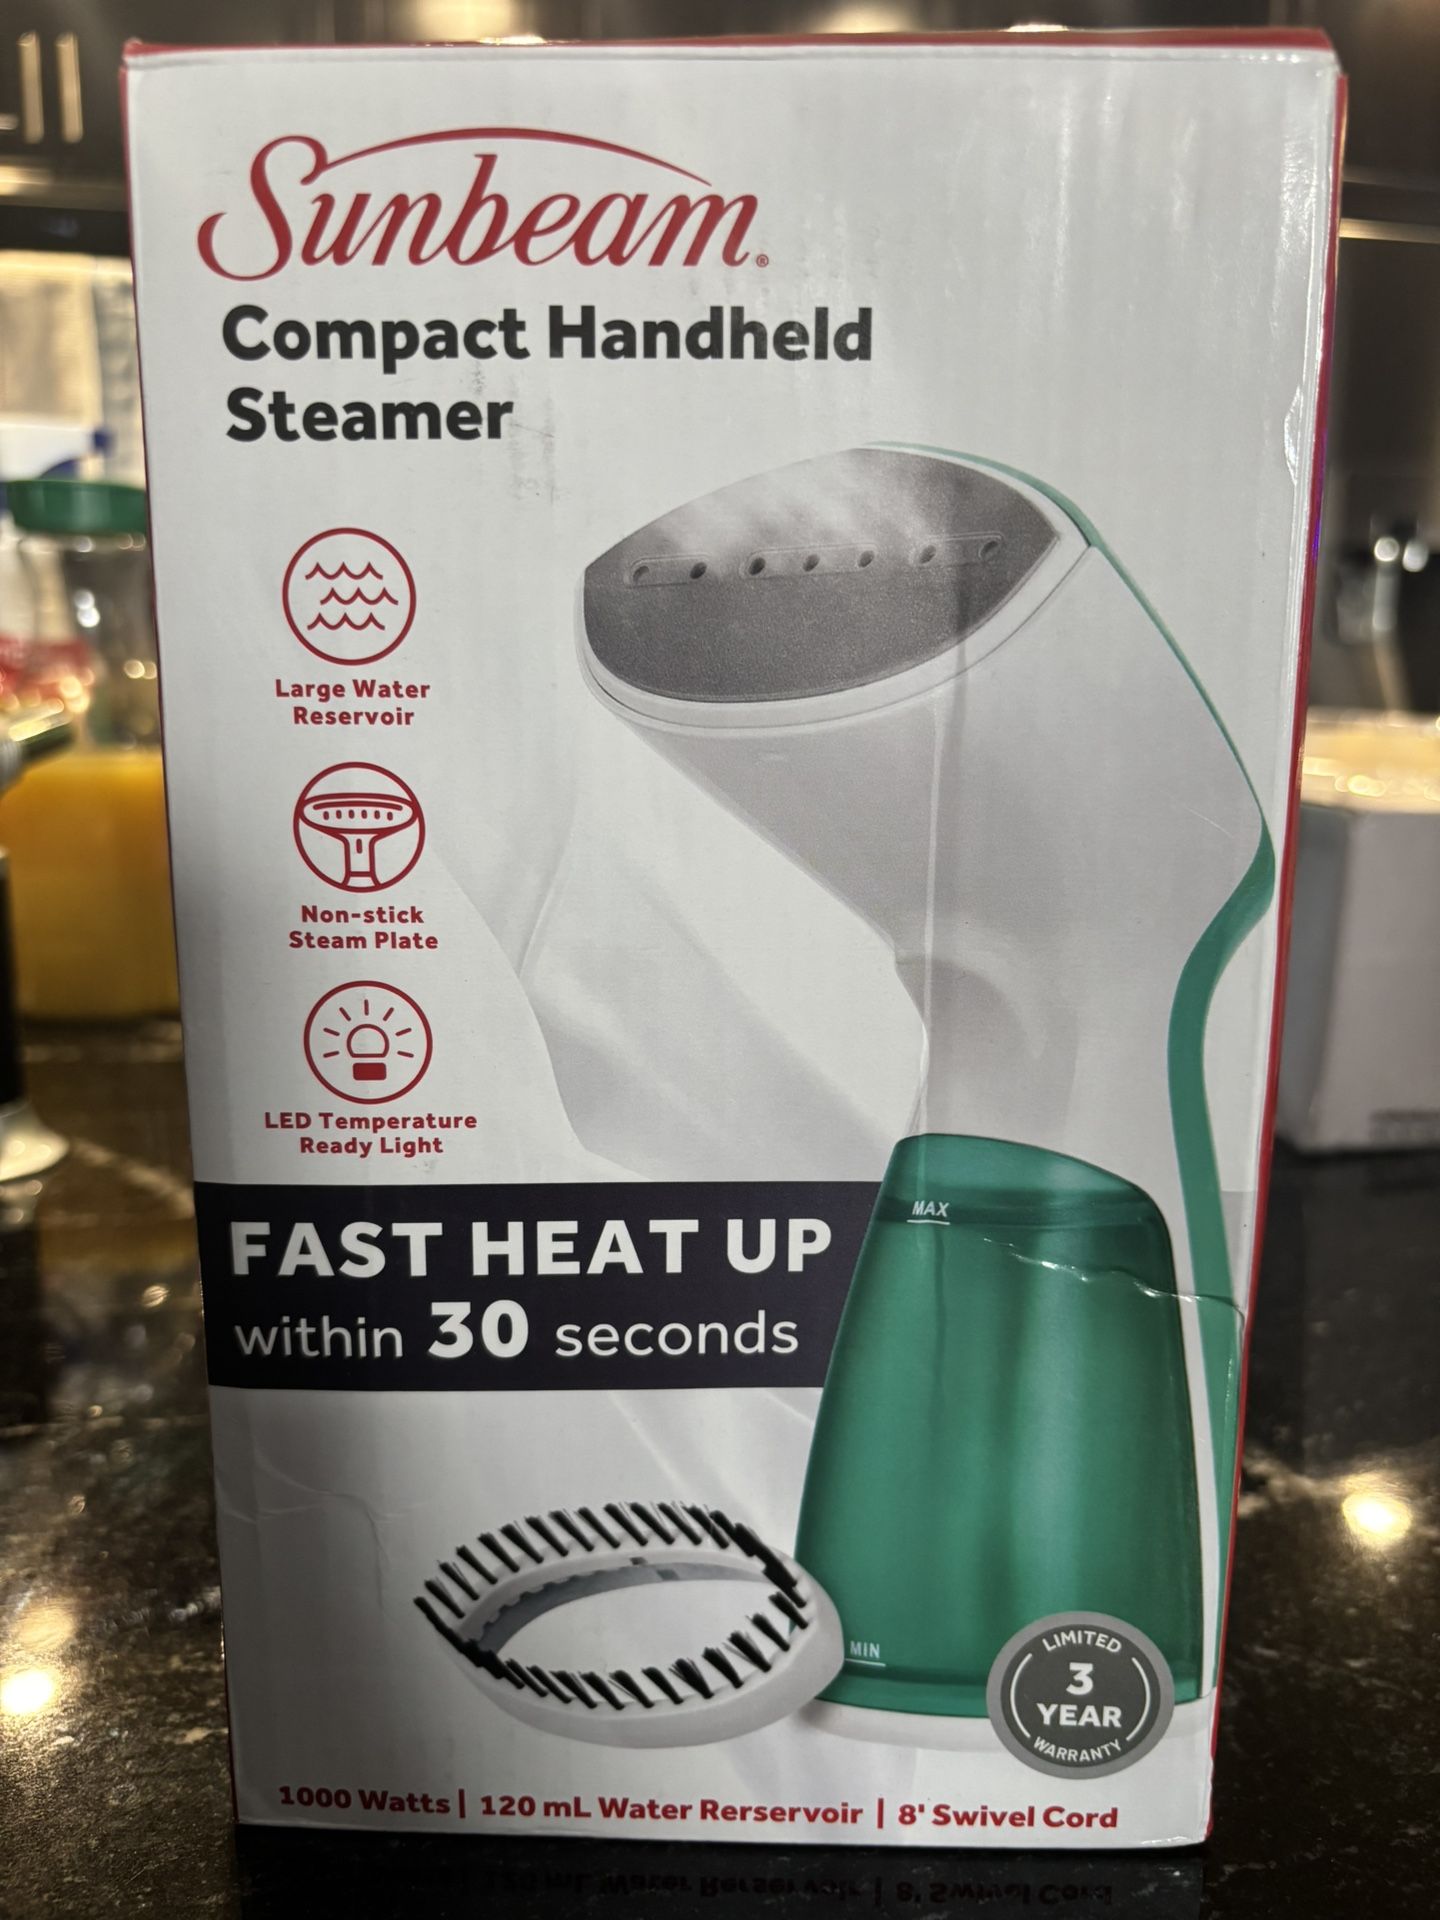 Sunbeam®
Compact Handheld
Steamer
Large Water
Reservoir
Non-stick
Steam Plate
LED Temperature
Ready Light
FAST HEAT UP
within 30 seconds
MAX
MIN
LIMITED
3
YEAR
WARRANTY
1000 Watts | 120 mL Water Rerservoir | 8' Swivel Cord